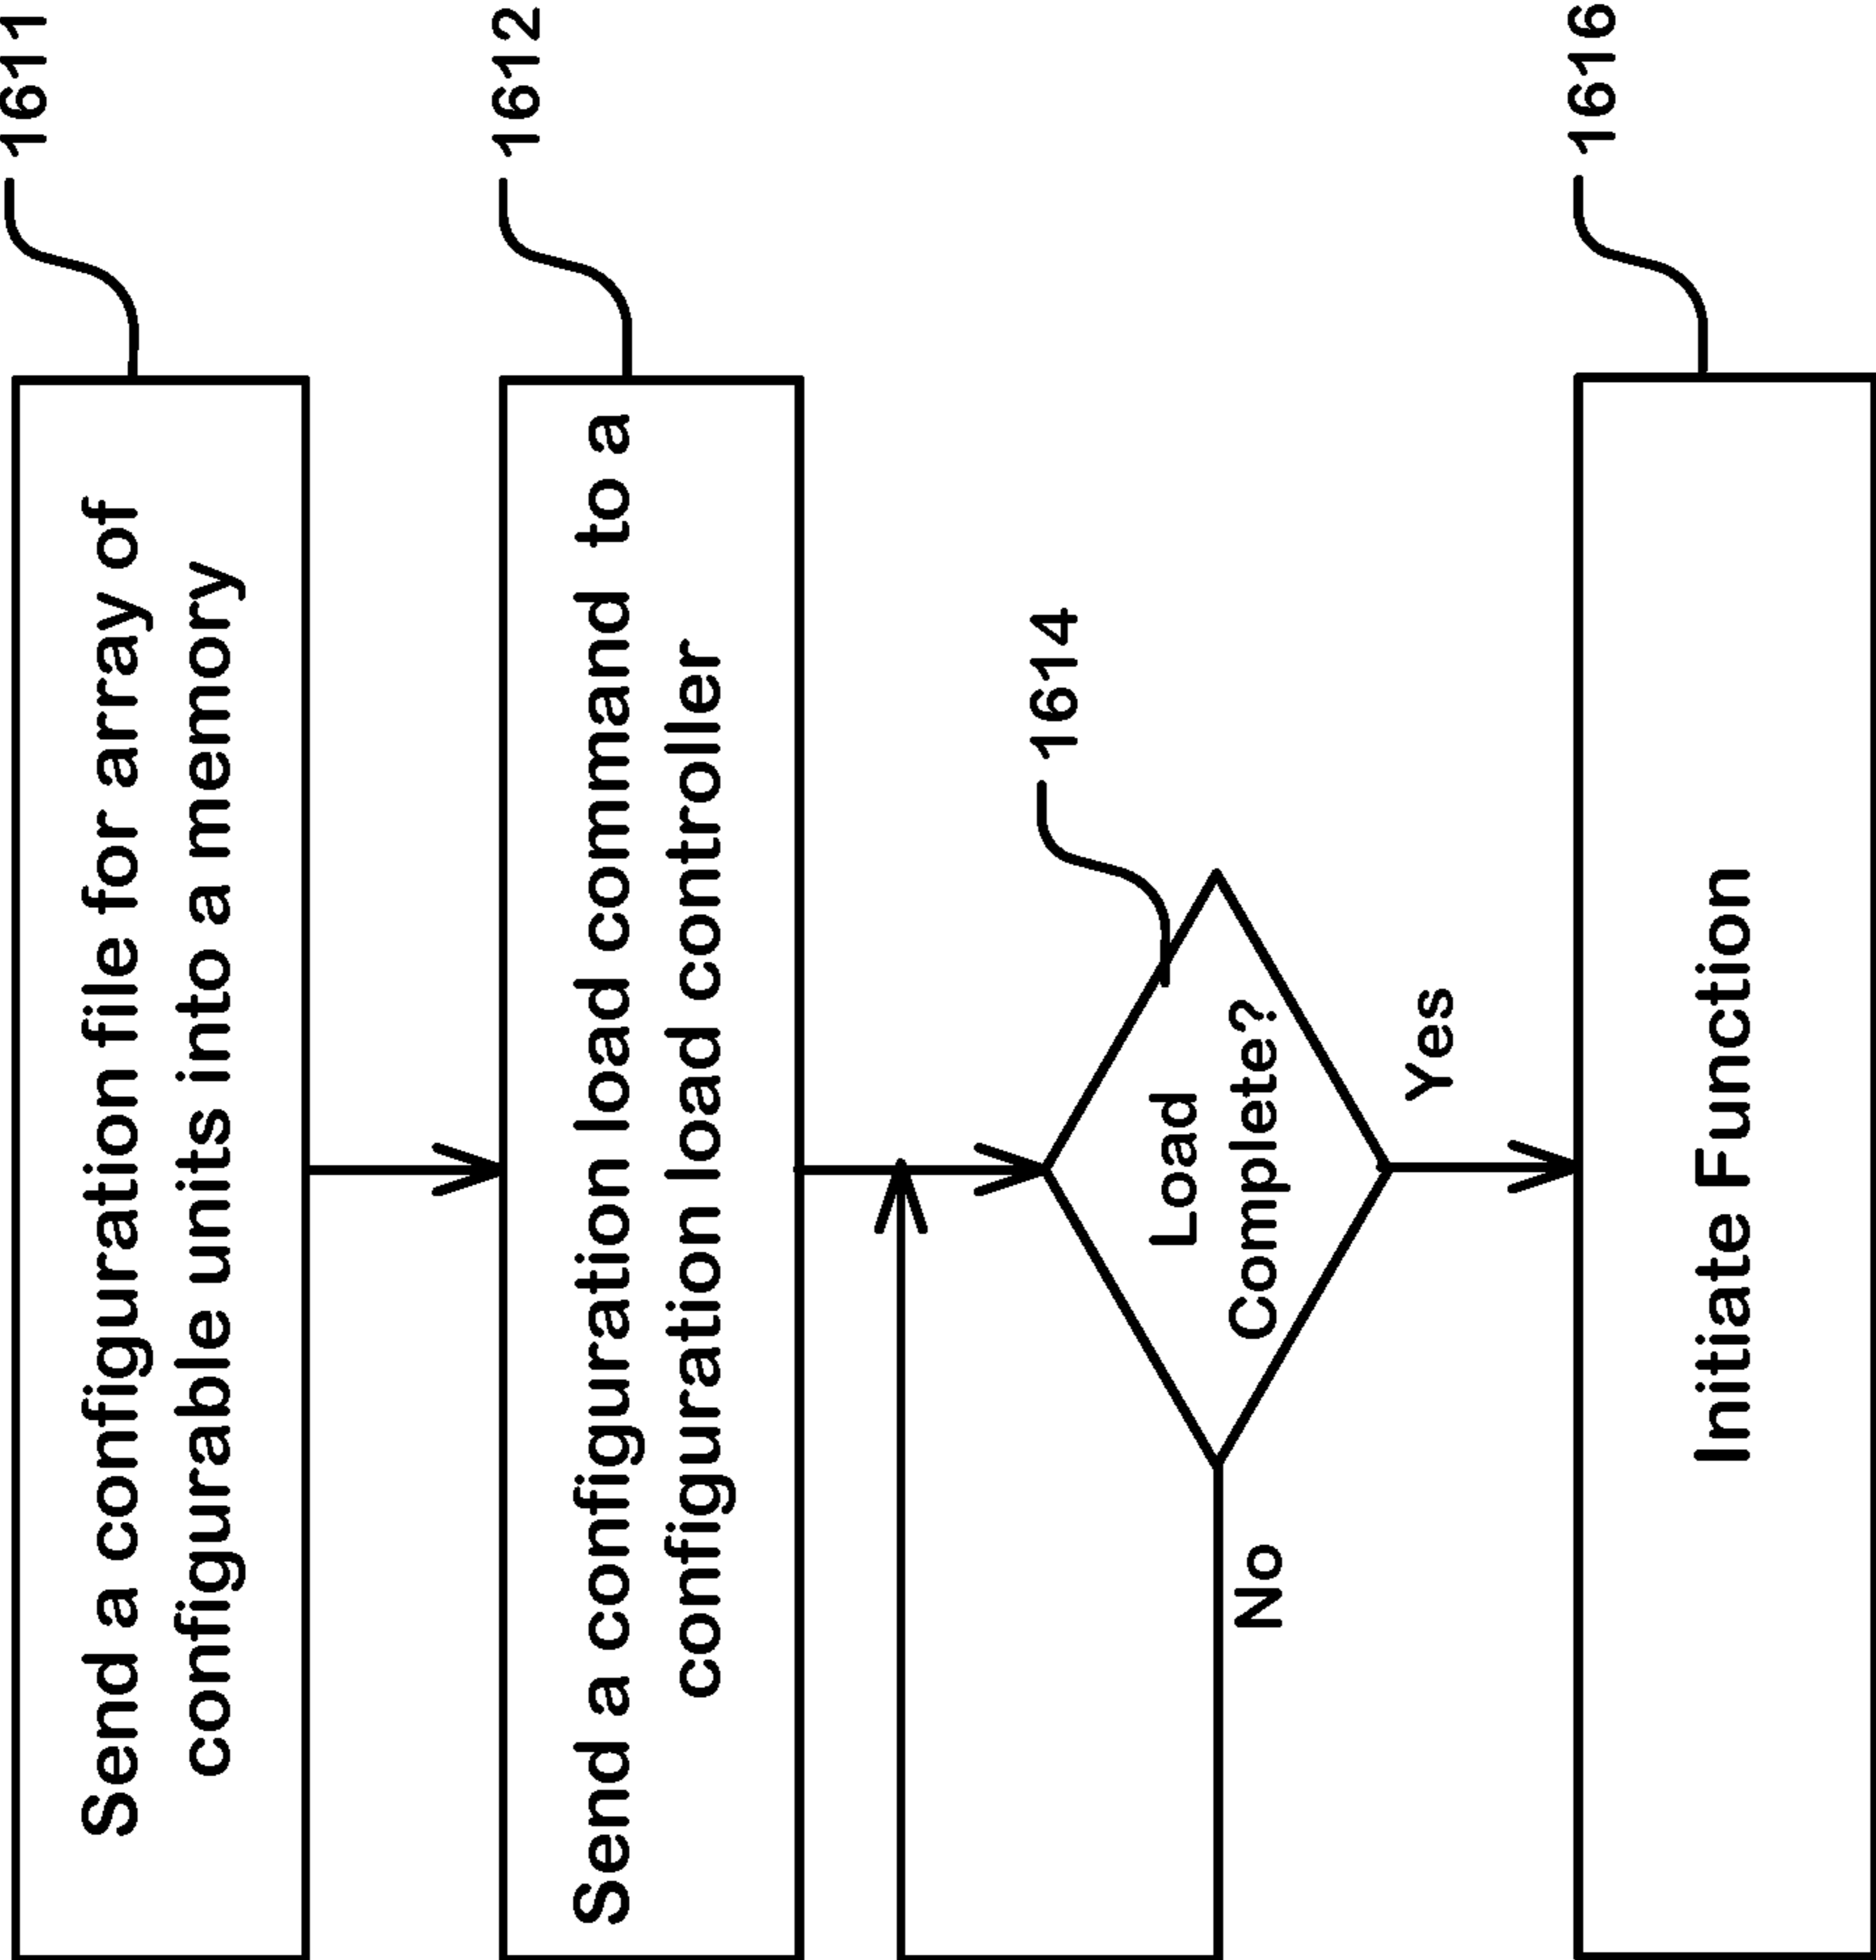 1611
Send a configuration file for array of
configurable units into a memory
1612
Send a configuration load command to a
configuration load controller
1614
Load
Complete?
No
Yes
1616
Initiate Function